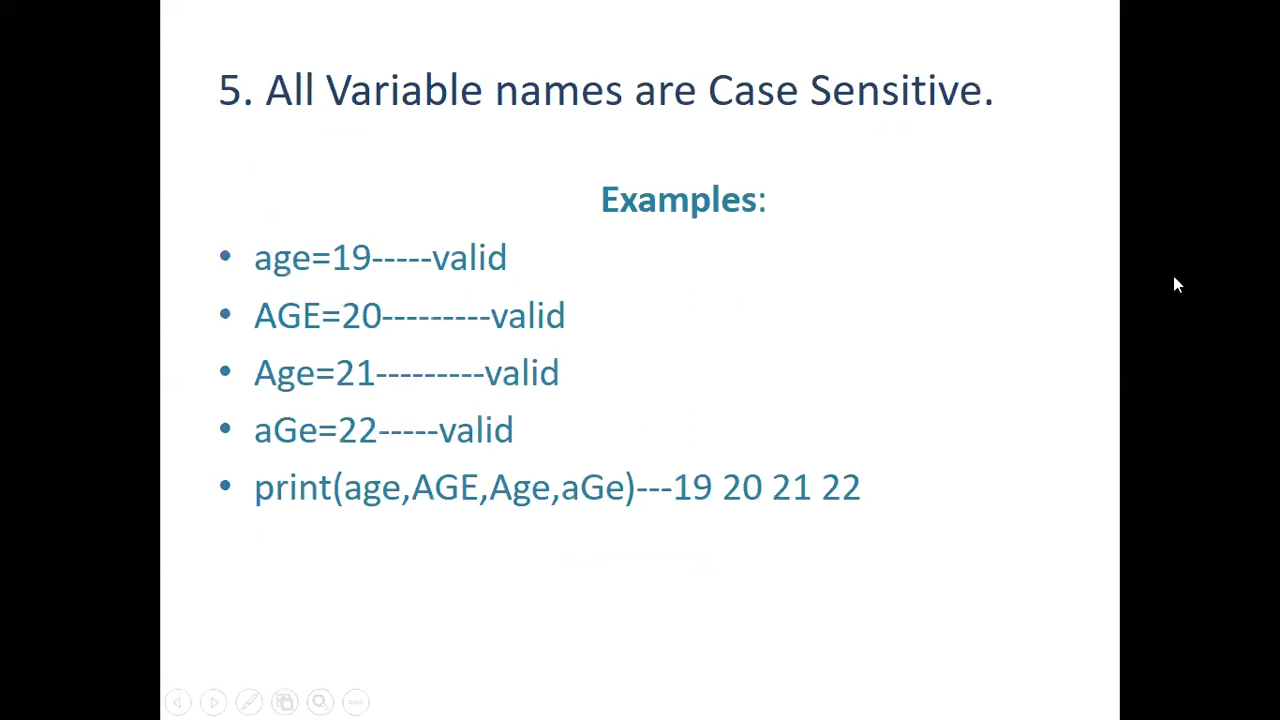 5. All Variable names are Case Sensitive.
Examples:
• age=19-----valid
• AGE=20---------valid
• Age=21---------valid
• aGe=22-----valid
• print(age,AGE,Age,aGe)---19 20 21 22